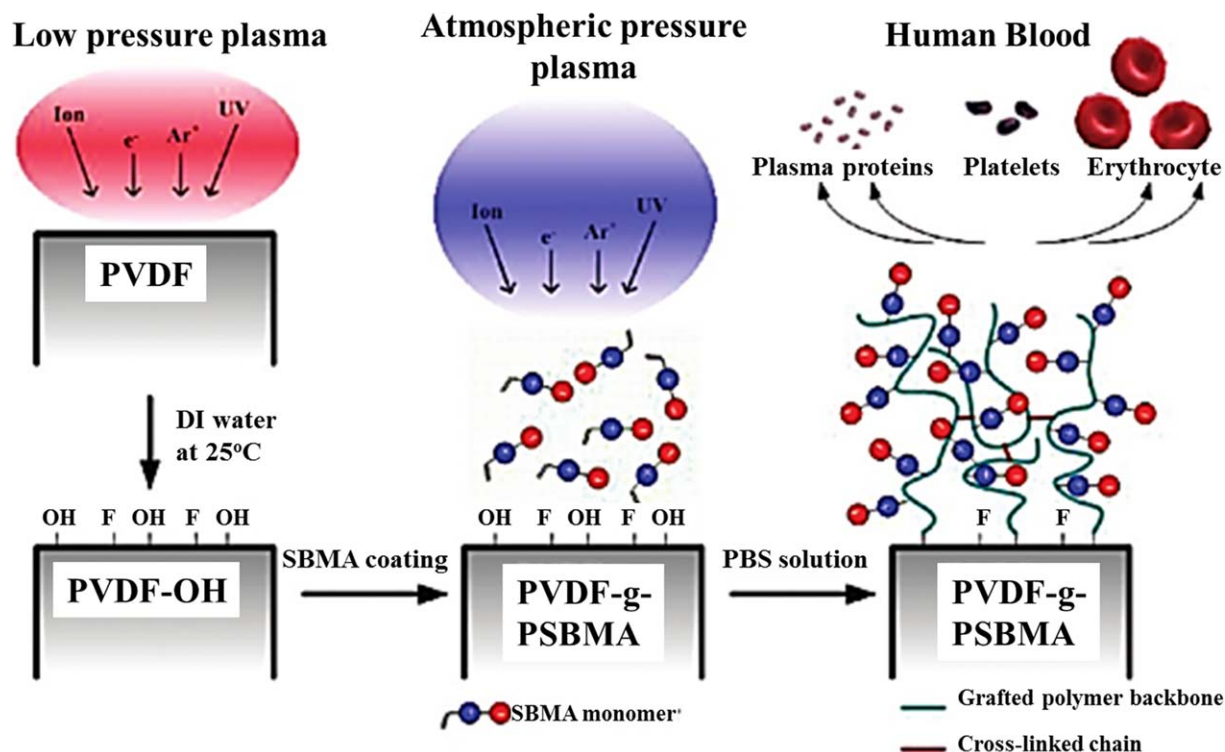 Low pressure plasma
Ion
e-
Ar+
UV
PVDF
DI water
at 25°C
OH F OH F OH
PVDF-OH
SBMA coating
Atmospheric pressure
plasma
Ion
e-
Ar+
UV
OH F OH F OH
PVDF-g-
PSBMA
SBMA monomer
PBS solution
Human Blood
Plasma proteins
Platelets
Erythrocyte
F F
PVDF-g-
PSBMA
Grafted polymer backbone
Cross-linked chain